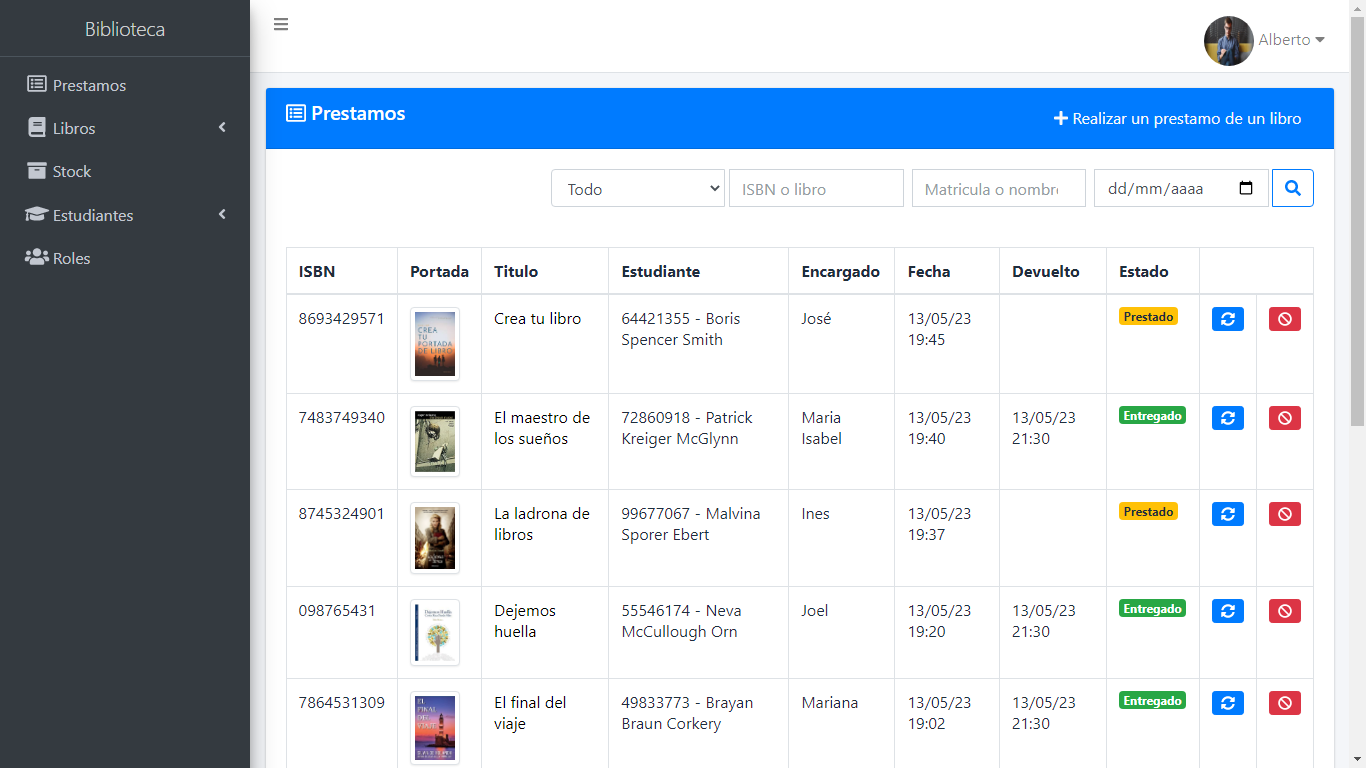 Biblioteca
Alberto
Prestamos
Libros
Stock
Estudiantes
Roles
Prestamos
Realizar un prestamo de un libro
Todo
ISBN o libro
Matricula o nombre
dd/mm/aaaa
ISBN Portada Titulo Estudiante Encargado Fecha Devuelto Estado
8693429571 Crea tu libro 64421355 - Boris José 13/05/23 Prestado
Spencer Smith 19:45
CREA
TU
PORTADA
DE LIBRO
7483749340 El maestro de 72860918 - Patrick Maria 13/05/23 13/05/23 Entregado
los sueños Kreiger McGlynn Isabel 19:40 21:30
8745324901 La ladrona de 99677067 - Malvina Ines 13/05/23 Prestado
libros Sporer Ebert 19:37
098765431 Dejemos 55546174 - Neva Joel 13/05/23 13/05/23 Entregado
huella McCullough Orn 19:20 21:30
7864531309 El final del 49833773 - Brayan Mariana 13/05/23 13/05/23 Entregado
viaje Braun Corkery 19:02 21:30
EL
FINAL
DEL
VIAJE